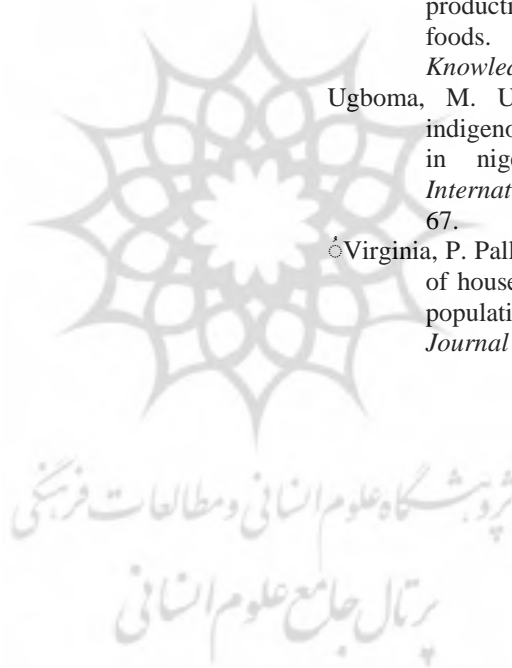 producti
foods.
Knowled
Ugboma, M. U
indigeno
in nige
Internat
67.
Virginia, P. Pall
of house
populati
Journal
پژوهشگاه علوم انسانی و مطالعات فرهنگی
پرتال جامع علوم انسانی